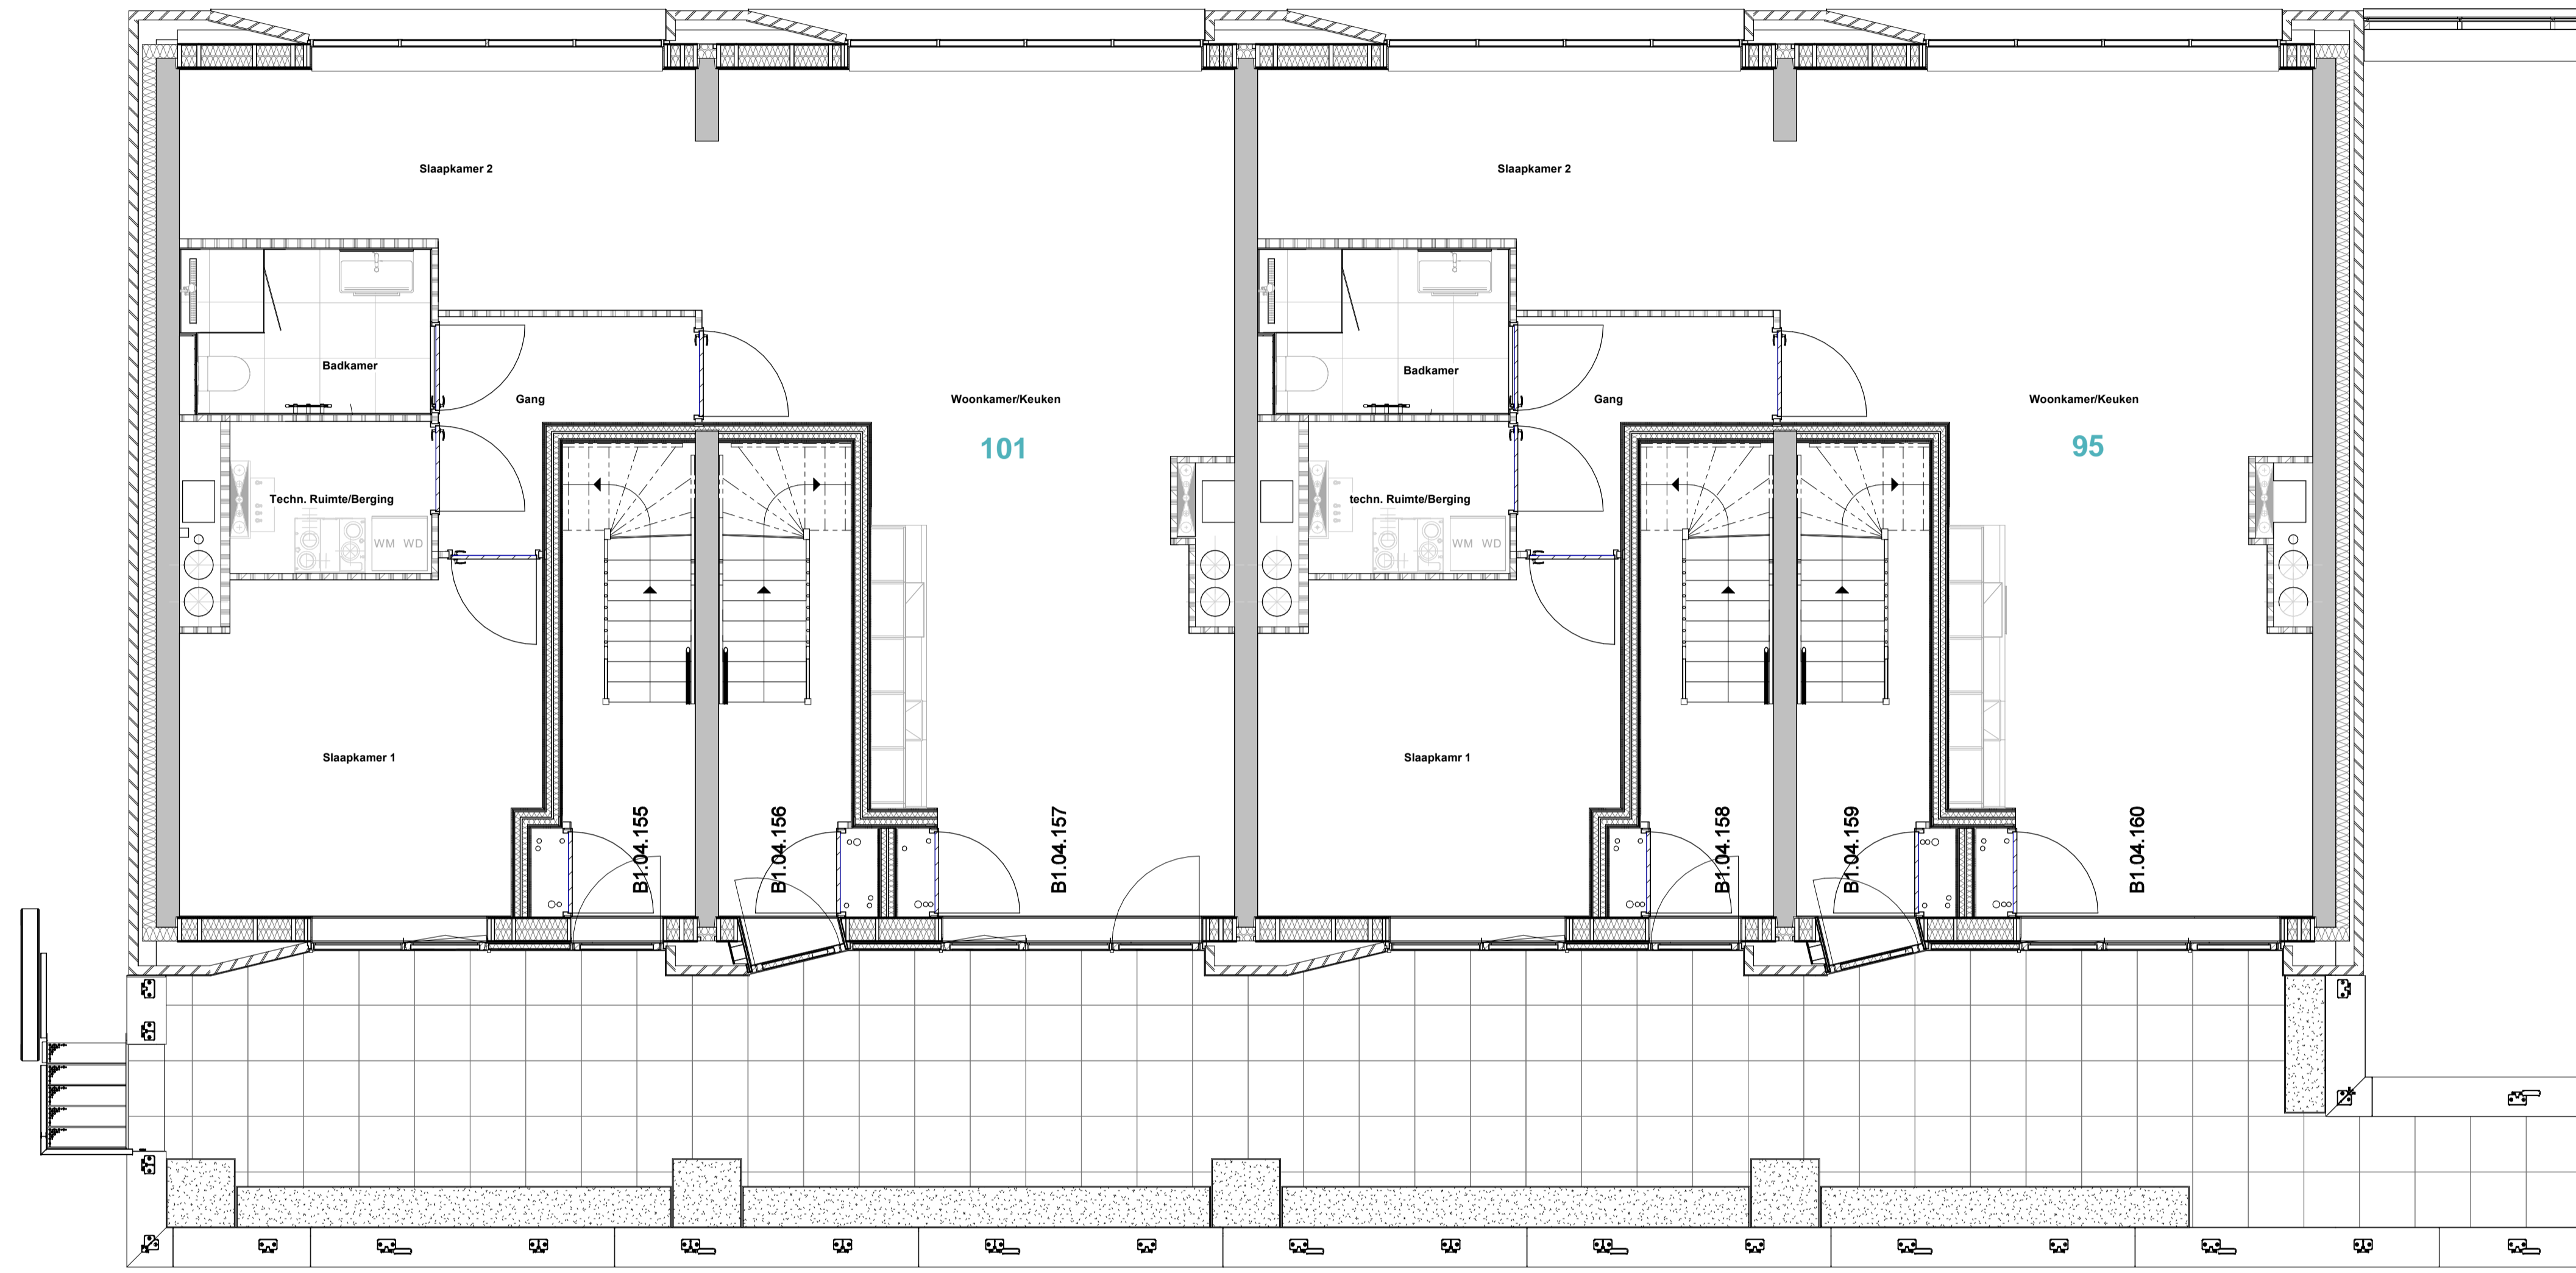 Slaapkamer 2
Slaapkamer 2
Badkamer
Badkamer
Gang
Woonkamer/Keuken
Gang
Woonkamer/Keuken
101
95
Techn. Ruimte/Berging
techn. Ruimte/Berging
WM WD
WM WD
Slaapkamer 1
Slaapkamr 1
B1.04.155
B1.04.156
B1.04.157
B1.04.158
B1.04.159
B1.04.160